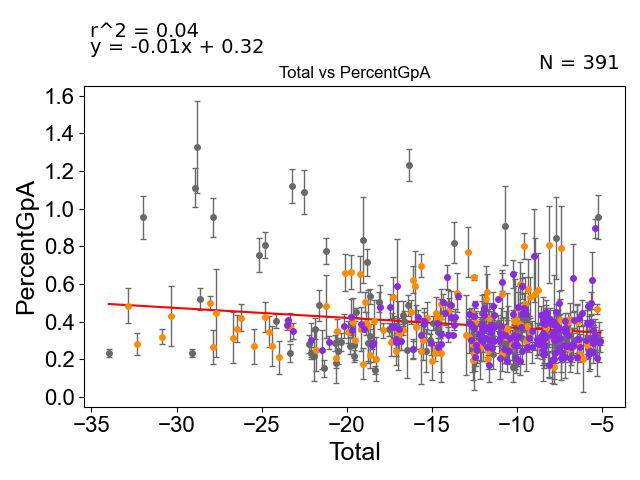 r^2 = 0.04
y = -0.01x + 0.32
N = 391
Total vs PercentGpA
PercentGpA
1.6
1.4
1.2
1.0
0.8
0.6
0.4
0.2
0.0
−35 −30 −25 −20 −15 −10 −5
Total